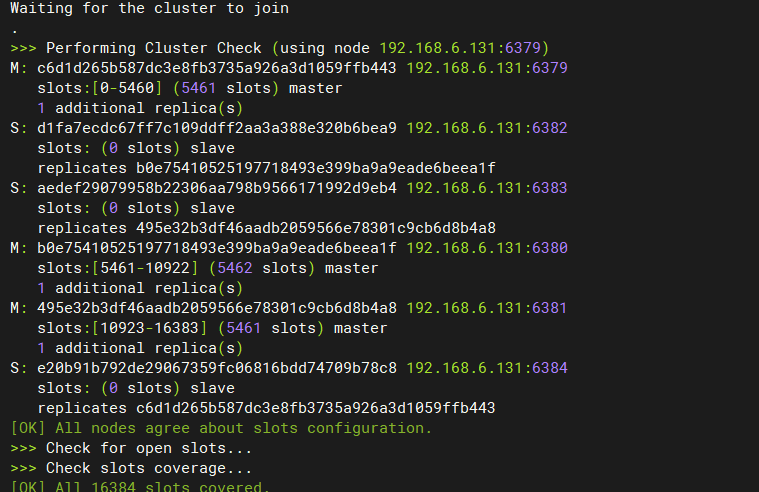 Waiting for the cluster to join
.
>>> Performing Cluster Check (using node 192.168.6.131:6379)
M: c6d1d265b587dc3e8fb3735a926a3d1059ffb443 192.168.6.131:6379
slots:[0-5460] (5461 slots) master
1 additional replica(s)
S: d1fa7ecdc67ff7c109ddff2aa3a388e320b6bea9 192.168.6.131:6382
slots: (0 slots) slave
replicates b0e75410525197718493e399ba9a9eade6beea1f
S: aedef29079958b22306aa798b9566171992d9eb4 192.168.6.131:6383
slots: (0 slots) slave
replicates 495e32b3df46aadb2059566e78301c9cb6d8b4a8
M: b0e75410525197718493e399ba9a9eade6beea1f 192.168.6.131:6380
slots:[5461-10922] (5462 slots) master
1 additional replica(s)
M: 495e32b3df46aadb2059566e78301c9cb6d8b4a8 192.168.6.131:6381
slots:[10923-16383] (5461 slots) master
1 additional replica(s)
S: e20b91b792de29067359fc06816bdd74709b78c8 192.168.6.131:6384
slots: (0 slots) slave
replicates c6d1d265b587dc3e8fb3735a926a3d1059ffb443
[OK] All nodes agree about slots configuration.
>>> Check for open slots...
>>> Check slots coverage...
[OK] All 16384 slots covered.